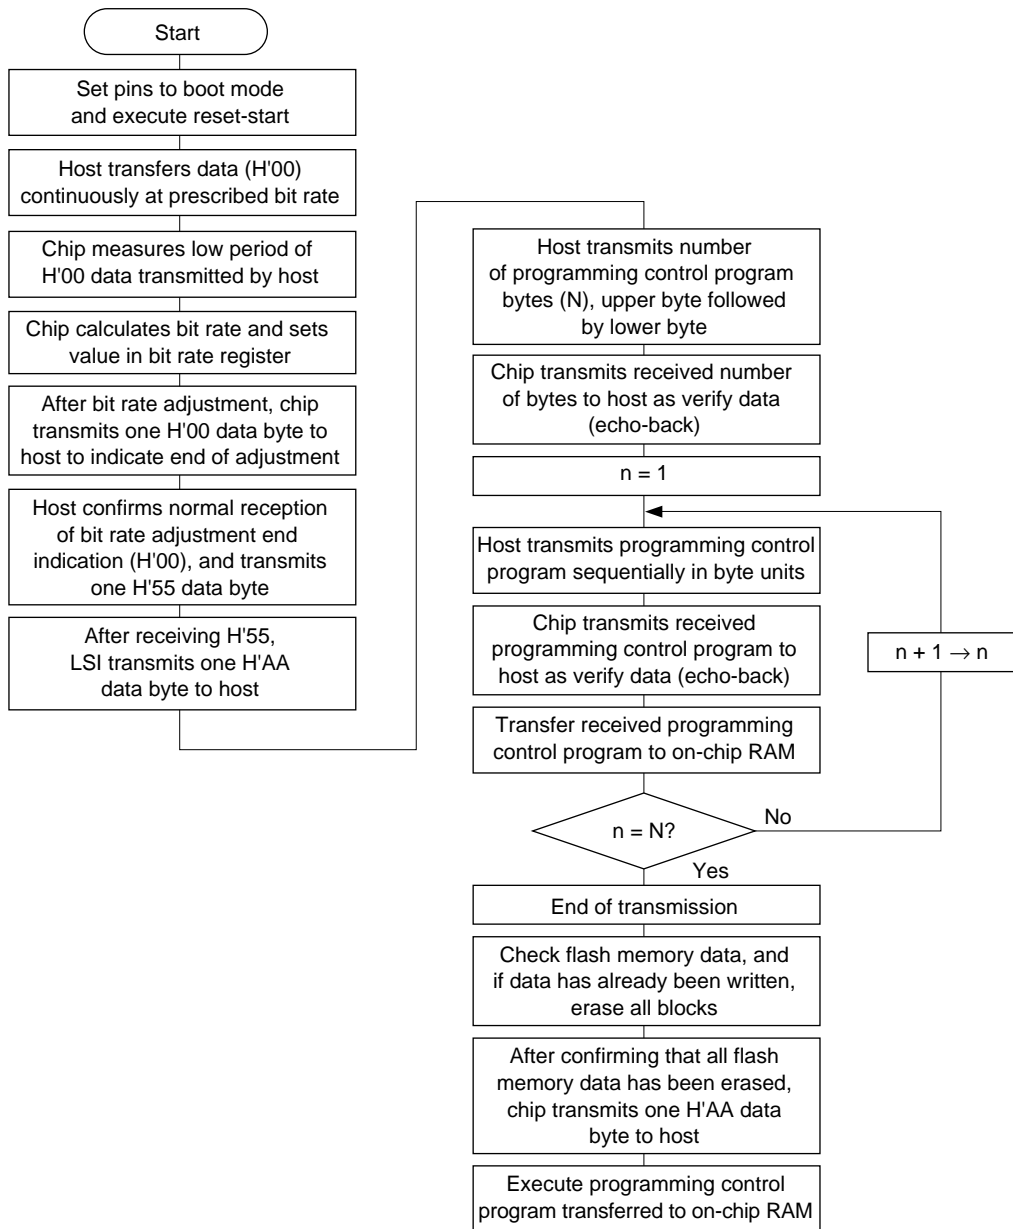 Start
Set pins to boot mode
and execute reset-start
Host transfers data (H'00)
continuously at prescribed bit rate
Chip measures low period of
H'00 data transmitted by host
Chip calculates bit rate and sets
value in bit rate register
After bit rate adjustment, chip
transmits one H'00 data byte to
host to indicate end of adjustment
Host confirms normal reception
of bit rate adjustment end
indication (H'00), and transmits
one H'55 data byte
After receiving H'55,
LSI transmits one H'AA
data byte to host
Host transmits number
of programming control program
bytes (N), upper byte followed
by lower byte
Chip transmits received number
of bytes to host as verify data
(echo-back)
n = 1
Host transmits programming control
program sequentially in byte units
Chip transmits received
programming control program to
host as verify data (echo-back)
n + 1 → n
Transfer received programming
control program to on-chip RAM
n = N?
No
Yes
End of transmission
Check flash memory data, and
if data has already been written,
erase all blocks
After confirming that all flash
memory data has been erased,
chip transmits one H'AA data
byte to host
Execute programming control
program transferred to on-chip RAM